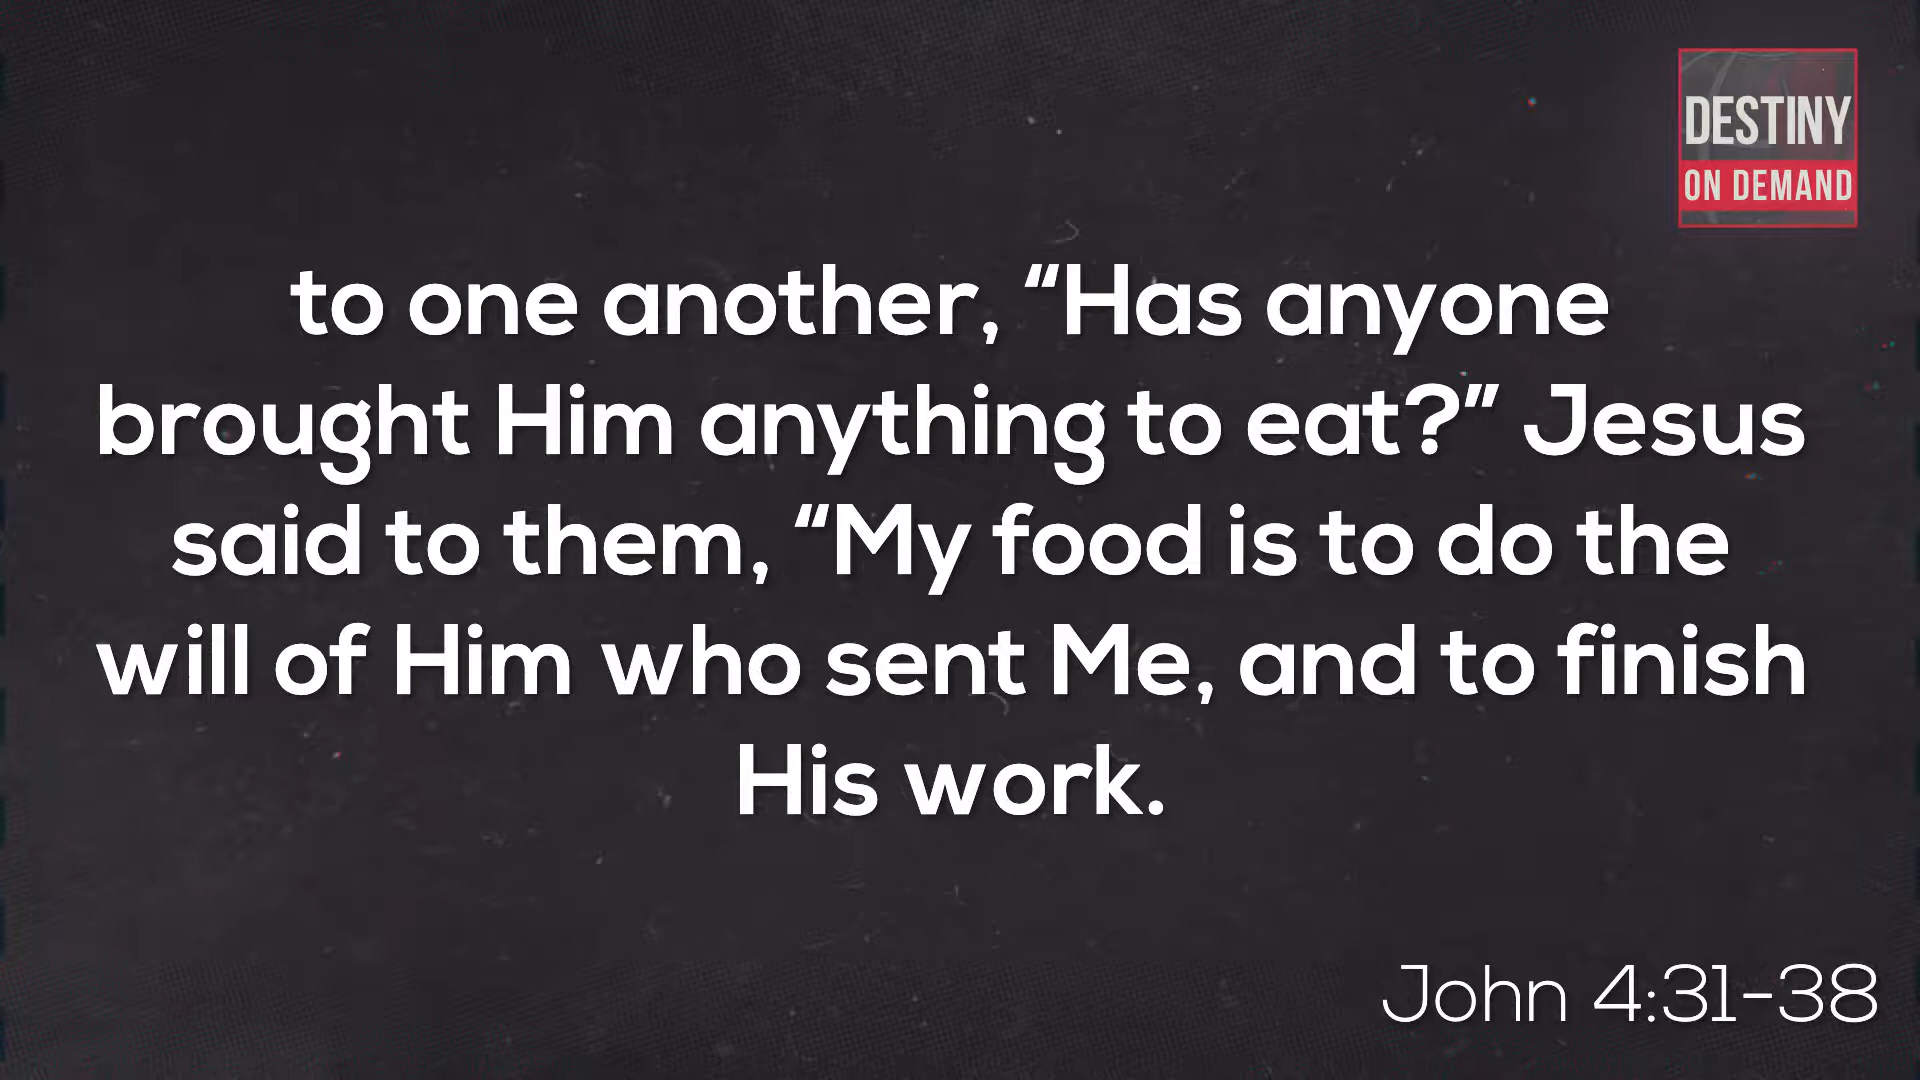 DESTINY
ON DEMAND
to one another, “Has anyone
brought Him anything to eat?” Jesus
said to them, “My food is to do the
will of Him who sent Me, and to finish
His work.
John 4:31-38